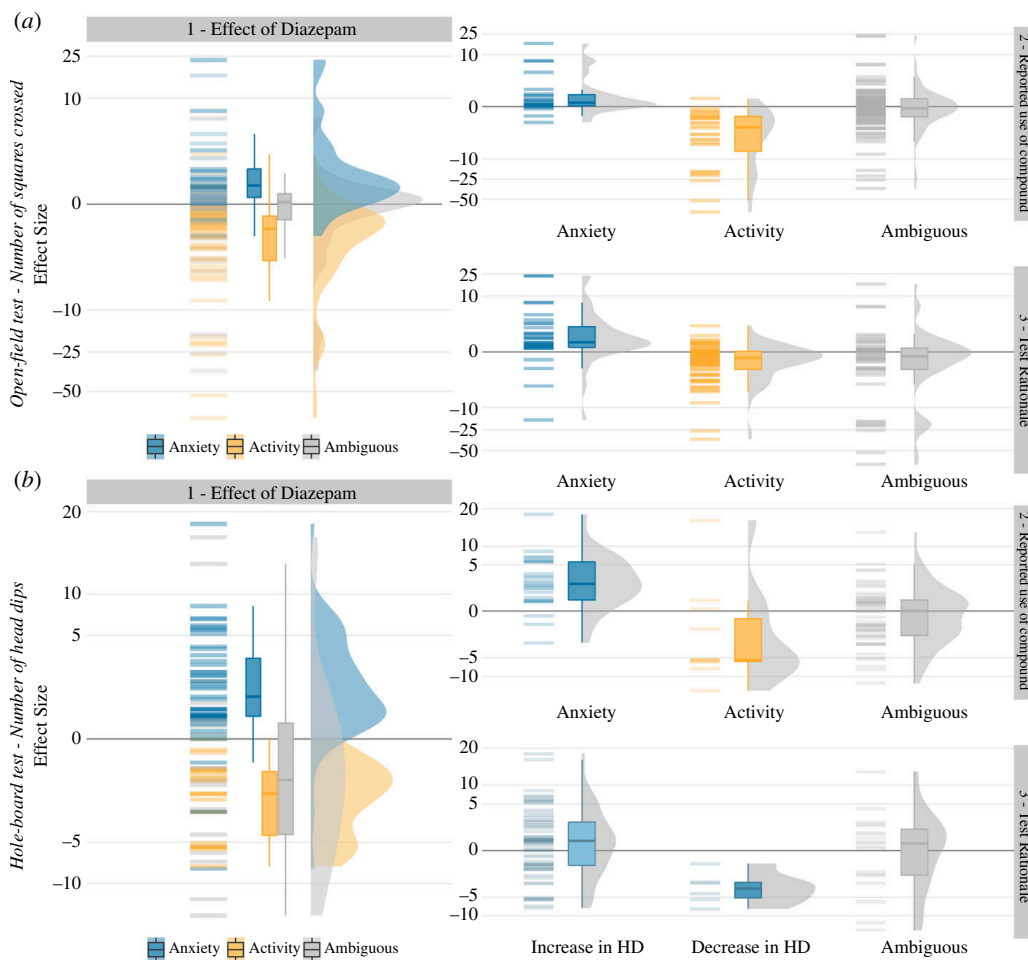 (a)
1 - Effect of Diazepam
Open-field test - Number of squares crossed
Effect Size
25
10
0
−10
−25
−50
Anxiety Activity Ambiguous
25
10
0
−10
−25
−50
Anxiety Activity Ambiguous
2 - Reported use of compound
25
10
0
−10
−25
−50
Anxiety Activity Ambiguous
3 - Test Rationale
(b)
1 - Effect of Diazepam
Hole-board test - Number of head dips
Effect Size
20
10
5
0
−5
−10
Anxiety Activity Ambiguous
20
10
5
0
−5
−10
Anxiety Activity Ambiguous
2 - Reported use of compound
20
10
5
0
−5
−10
Increase in HD Decrease in HD Ambiguous
3 - Test Rationale